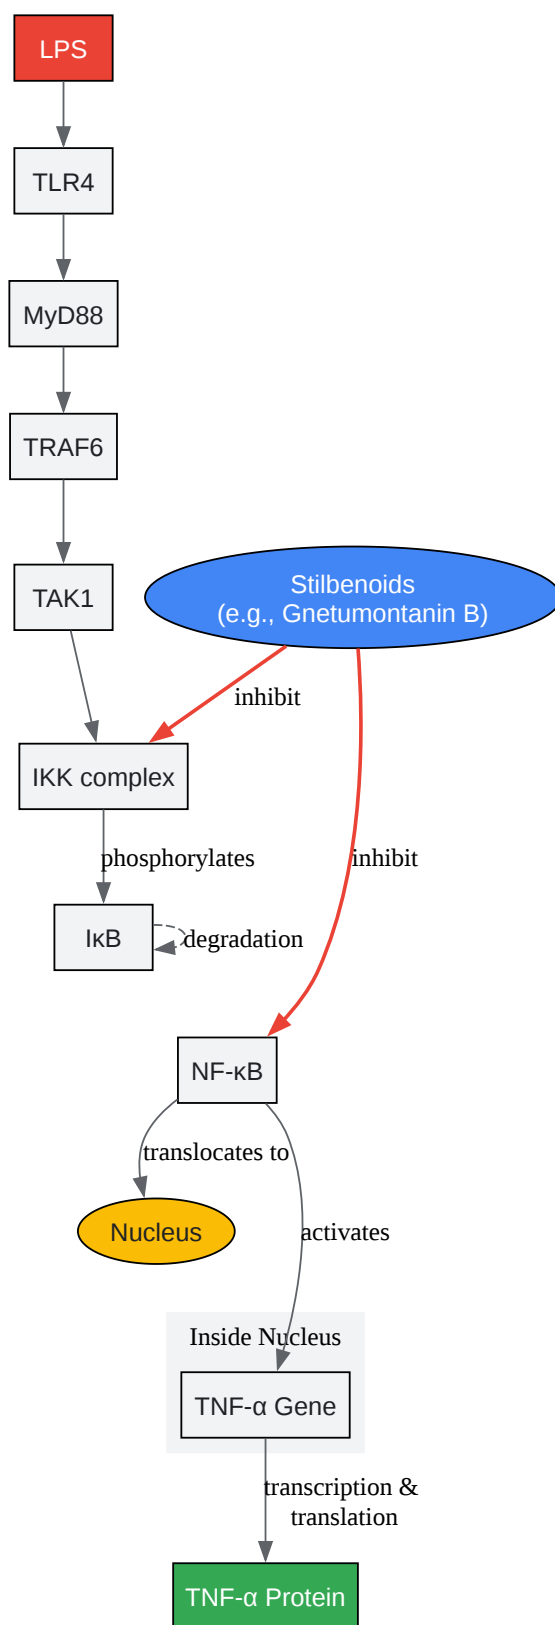 LPS
TLR4
MyD88
TRAF6
TAK1
Stilbenoids
(e.g., Gnetumontanin B)
inhibit
IKK complex
phosphorylates
inhibit
IκB
degradation
NF-κB
translocates to
Nucleus
activates
Inside Nucleus
TNF-α Gene
transcription &
translation
TNF-α Protein